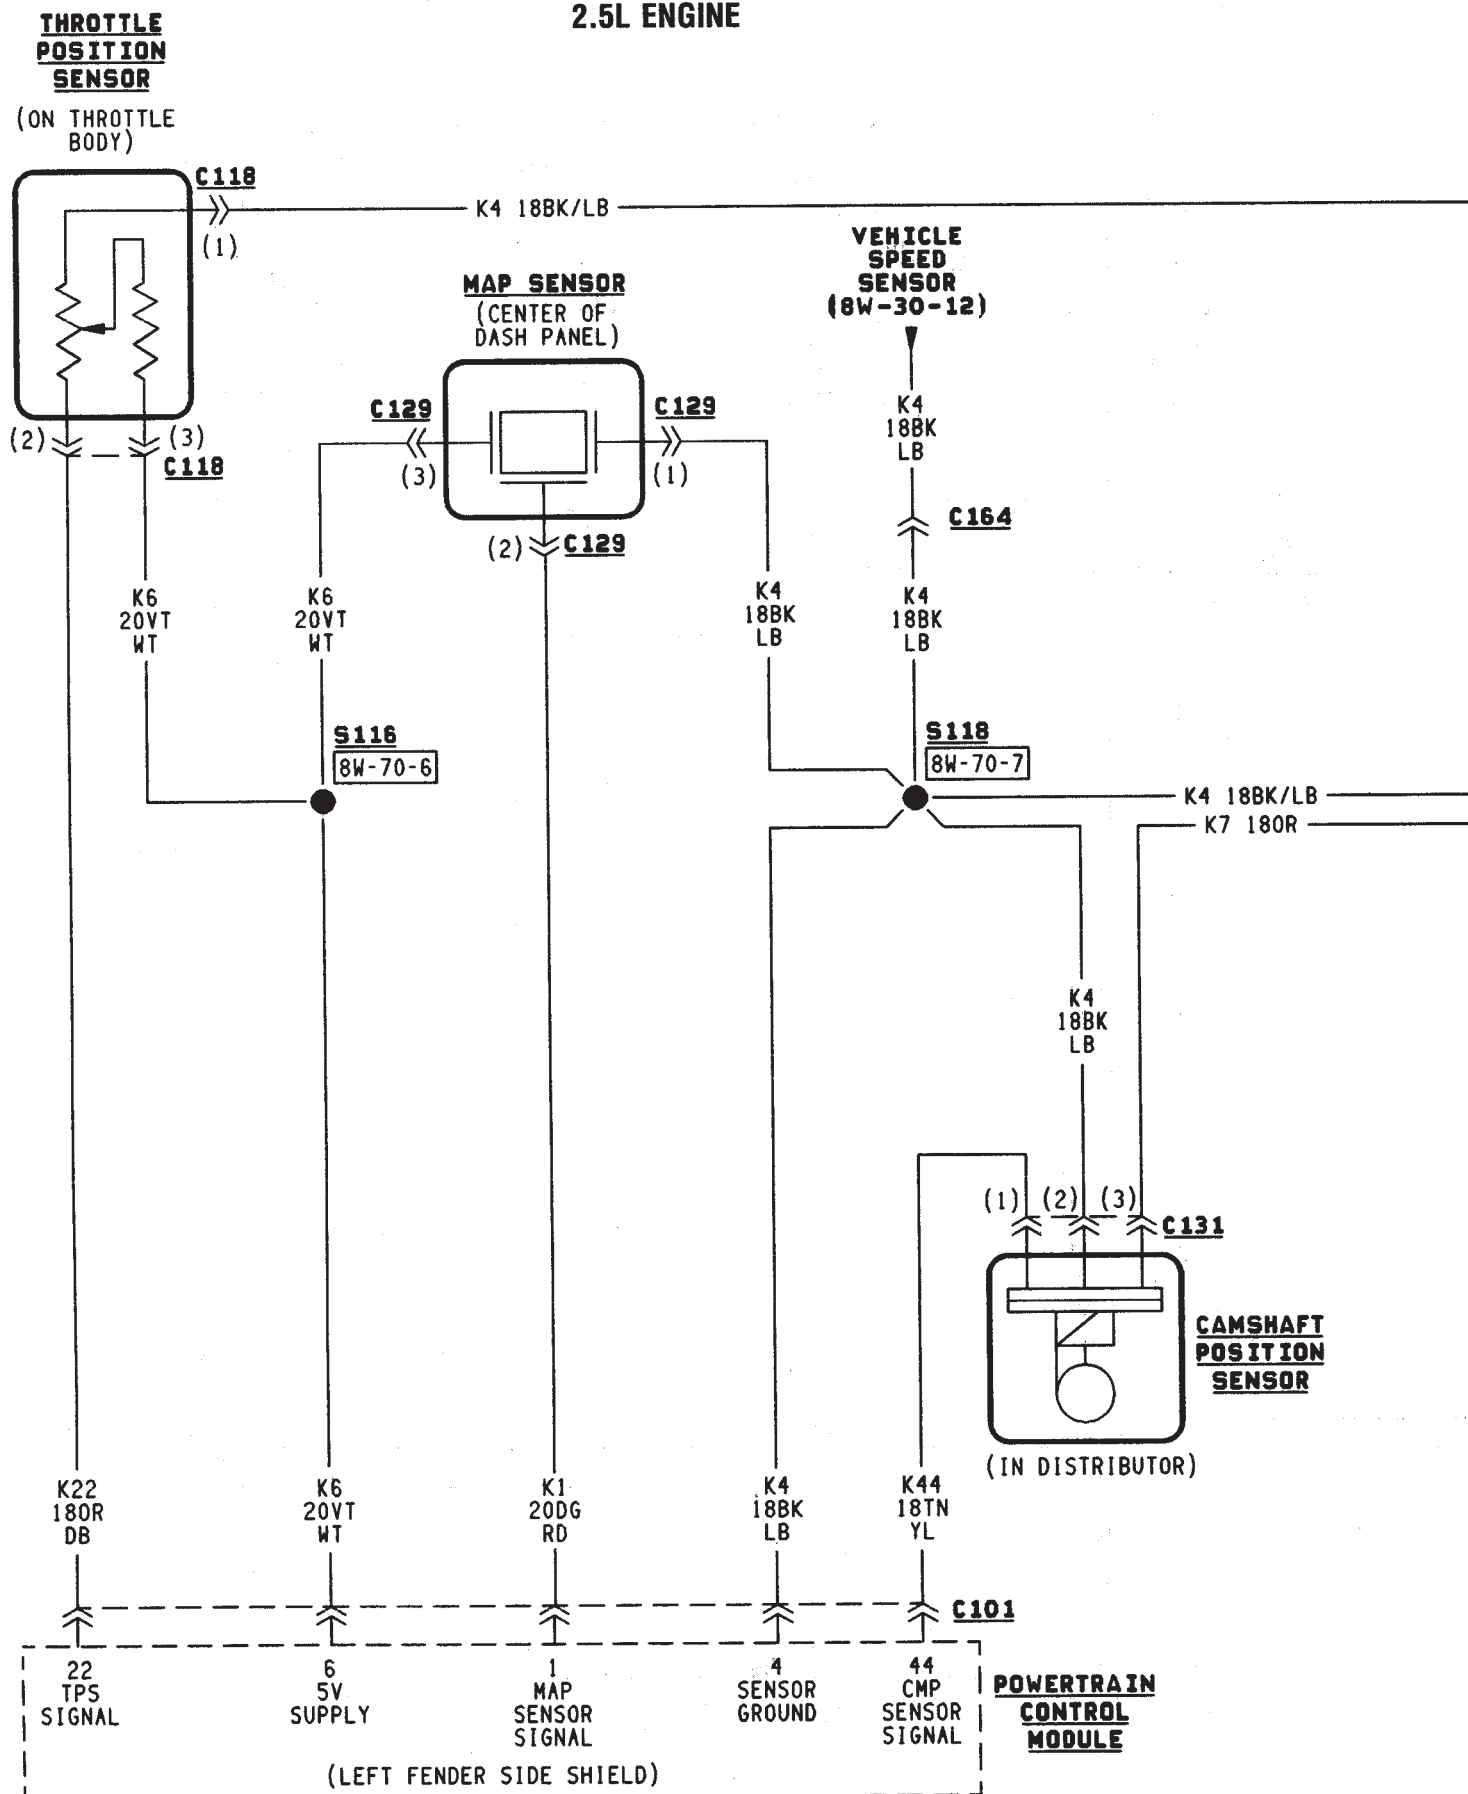 2.5L ENGINE
THROTTLE
POSITION
SENSOR
(ON THROTTLE
BODY)
C118
(1)
K4 18BK/LB
(2)
(3)
C118
MAP SENSOR
(CENTER OF
DASH PANEL)
C129
(3)
C129
(1)
(2)
C129
VEHICLE
SPEED
SENSOR
(8W-30-12)
K4
18BK
LB
C164
K6
20VT
WT
K6
20VT
WT
K4
18BK
LB
K4
18BK
LB
S116
8W-70-6
S118
8W-70-7
K4 18BK/LB
K7 18OR
K4
18BK
LB
(1)
(2)
(3)
C131
CAMSHAFT
POSITION
SENSOR
(IN DISTRIBUTOR)
K22
18OR
DB
K6
20VT
WT
K1
20DG
RD
K4
18BK
LB
K44
18TN
YL
C101
22
TPS
SIGNAL
6
5V
SUPPLY
1
MAP
SENSOR
SIGNAL
4
SENSOR
GROUND
44
CMP
SENSOR
SIGNAL
POWERTRAIN
CONTROL
MODULE
(LEFT FENDER SIDE SHIELD)